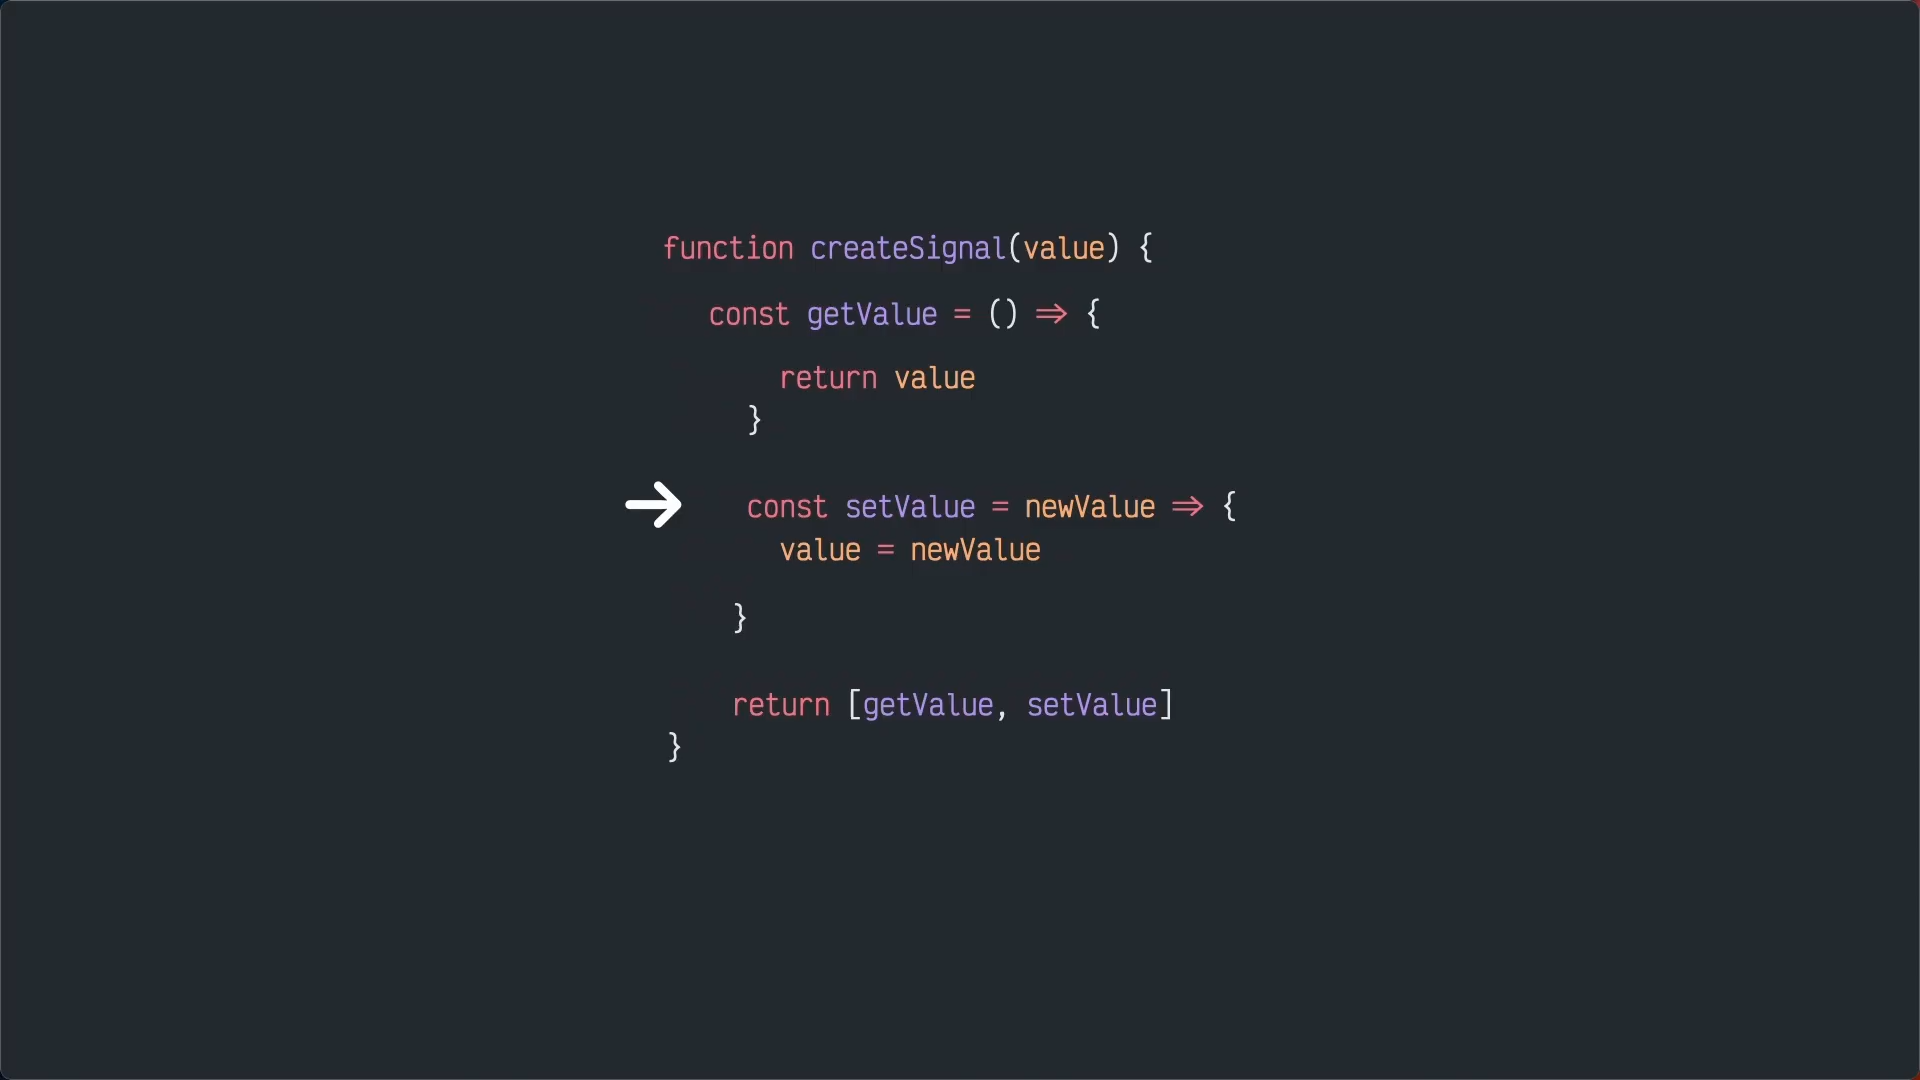 function createSignal(value) {
const getValue = () => {
return value
}
const setValue = newValue => {
value = newValue
}
return [getValue, setValue]
}